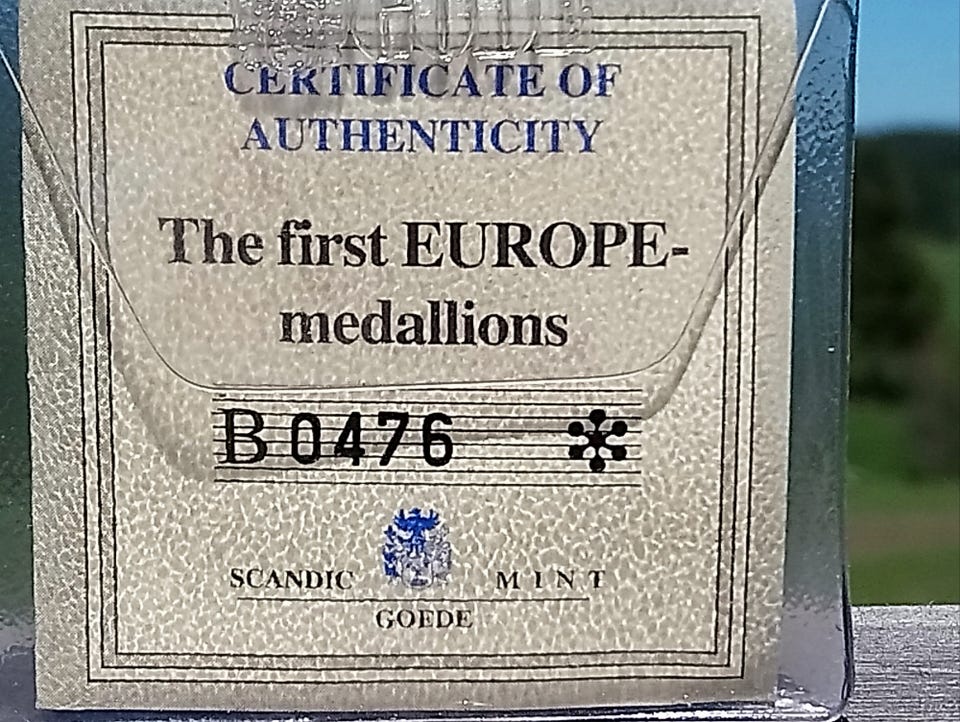 CERTIFICATE OF
AUTHENTICITY
The first EUROPE-
medallions
B 0476
SCANDIC MINT
GOEDE